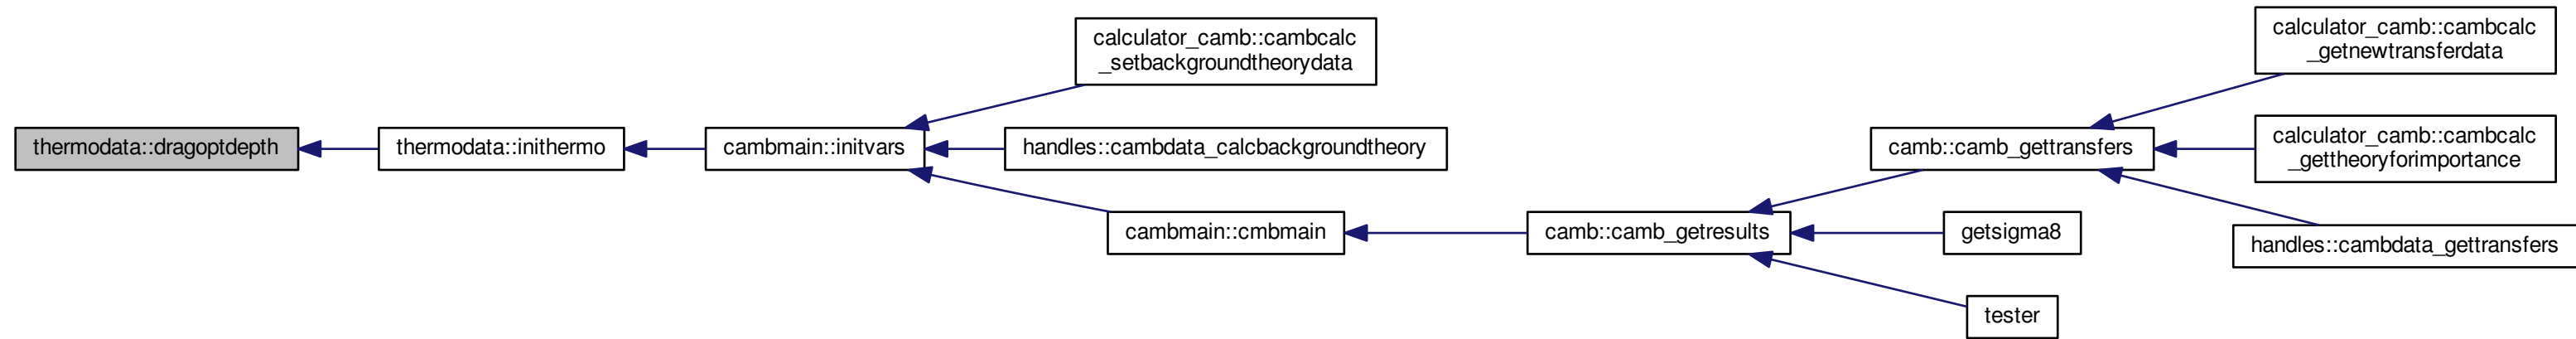 thermodata::dragoptdepth
thermodata::inithermo
cambmain::initvars
calculator_camb::cambcalc
_setbackgroundtheorydata
handles::cambdata_calcbackgroundtheory
cambmain::cmbmain
camb::camb_getresults
camb::camb_gettransfers
getsigma8
tester
calculator_camb::cambcalc
_getnewtransferdata
calculator_camb::cambcalc
_gettheoryforimportance
handles::cambdata_gettransfers